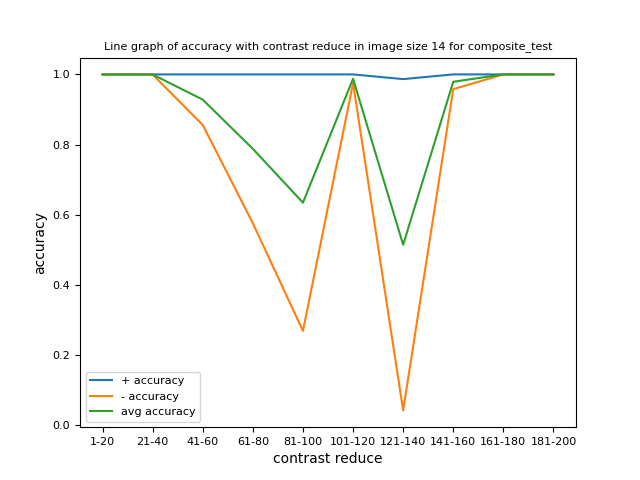 Line graph of accuracy with contrast reduce in image size 14 for composite_test
1.0
0.8
0.6
0.4
0.2
0.0
accuracy
+ accuracy
- accuracy
avg accuracy
1-20 21-40 41-60 61-80 81-100 101-120 121-140 141-160 161-180 181-200
contrast reduce